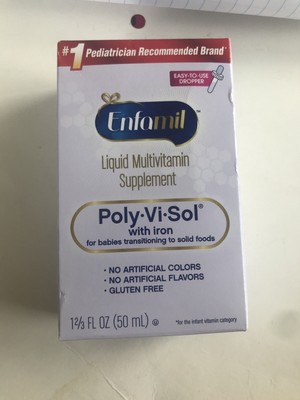 #1 Pediatrician Recommended Brand*
EASY-TO-USE
DROPPER
Enfamil™
Liquid Multivitamin
Supplement
Poly·Vi·Sol®
with iron
for babies transitioning to solid foods
• NO ARTIFICIAL COLORS
• NO ARTIFICIAL FLAVORS
• GLUTEN FREE
1⅔ FL OZ (50 mL) Ⓤ
*for the infant vitamin category